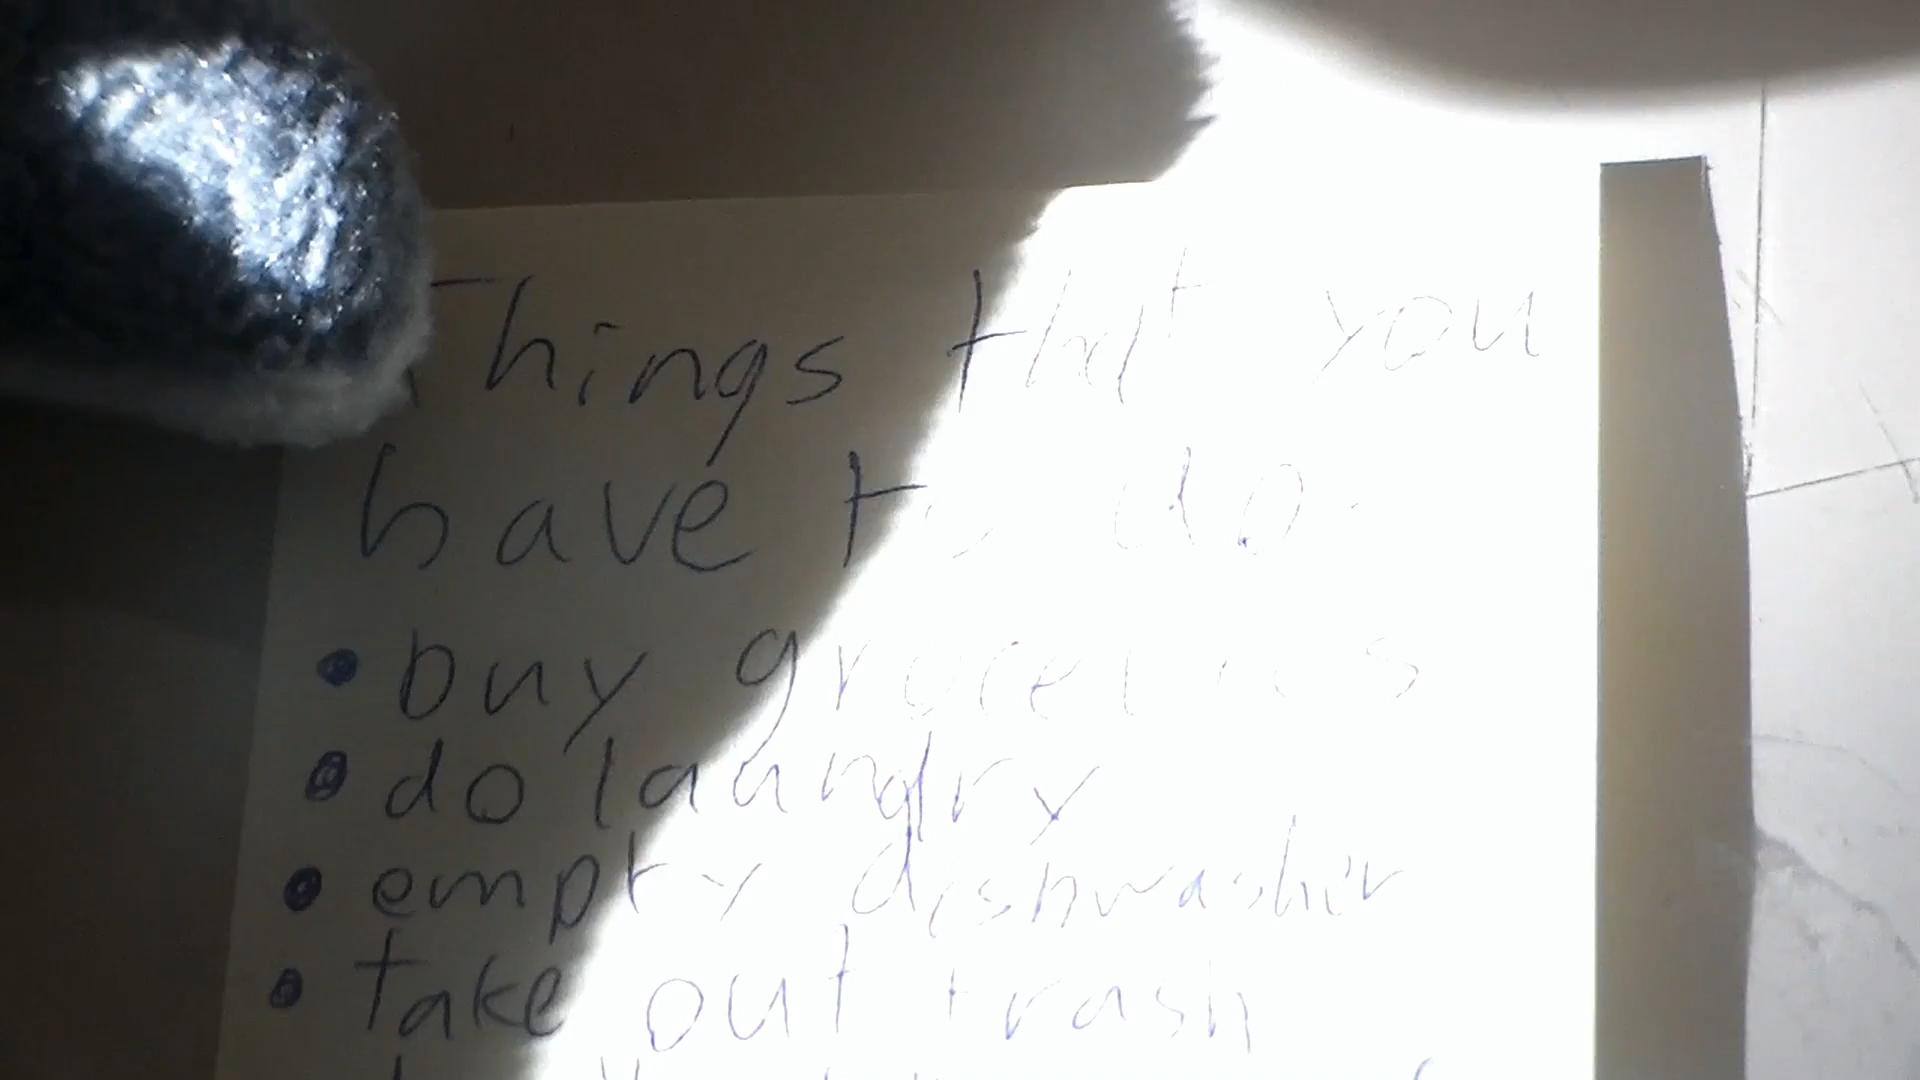 Things that you
have to do.
• buy groceries
• do laundry
• empty dishwasher
• take out trash